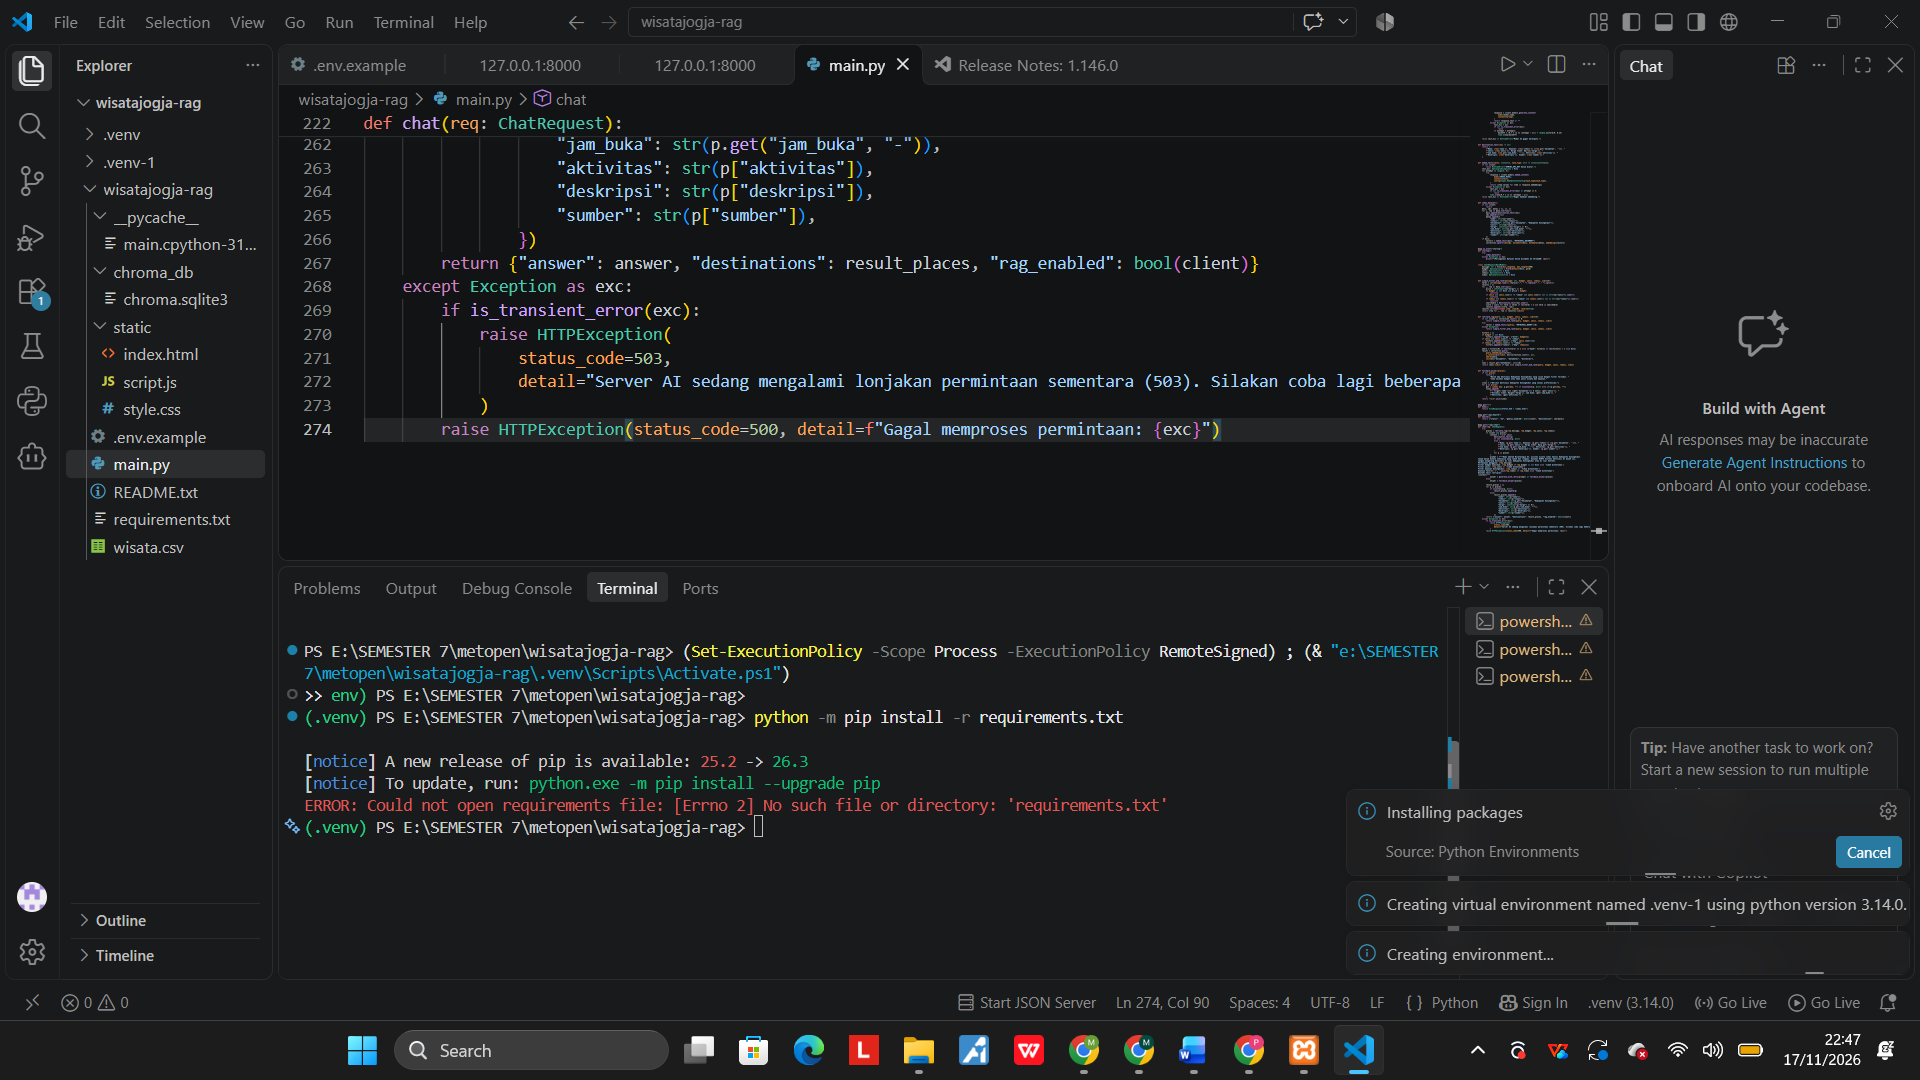 File Edit Selection View Go Run Terminal Help
wisatajogja-rag
Explorer
wisatajogja-rag
.venv
.venv-1
wisatajogja-rag
__pycache__
main.cpython-31...
chroma_db
chroma.sqlite3
static
index.html
JS script.js
# style.css
.env.example
main.py
README.txt
requirements.txt
wisata.csv
Outline
Timeline
.env.example 127.0.0.1:8000 127.0.0.1:8000 main.py Release Notes: 1.146.0
wisatajogja-rag > main.py > chat
222 def chat(req: ChatRequest):
262 "jam_buka": str(p.get("jam_buka", "-")),
263 "aktivitas": str(p["aktivitas"]),
264 "deskripsi": str(p["deskripsi"]),
265 "sumber": str(p["sumber"]),
266 })
267 return {"answer": answer, "destinations": result_places, "rag_enabled": bool(client)}
268 except Exception as exc:
269 if is_transient_error(exc):
270 raise HTTPException(
271 status_code=503,
272 detail="Server AI sedang mengalami lonjakan permintaan sementara (503). Silakan coba lagi beberapa
273 )
274 raise HTTPException(status_code=500, detail=f"Gagal memproses permintaan: {exc}")
Problems Output Debug Console Terminal Ports
PS E:\SEMESTER 7\metopen\wisatajogja-rag> (Set-ExecutionPolicy -Scope Process -ExecutionPolicy RemoteSigned) ; (& "e:\SEMESTER
7\metopen\wisatajogja-rag\.venv\Scripts\Activate.ps1")
>> env) PS E:\SEMESTER 7\metopen\wisatajogja-rag>
(.venv) PS E:\SEMESTER 7\metopen\wisatajogja-rag> python -m pip install -r requirements.txt
[notice] A new release of pip is available: 25.2 -> 26.3
[notice] To update, run: python.exe -m pip install --upgrade pip
ERROR: Could not open requirements file: [Errno 2] No such file or directory: 'requirements.txt'
(.venv) PS E:\SEMESTER 7\metopen\wisatajogja-rag>
powersh...
powersh...
powersh...
Chat
Build with Agent
AI responses may be inaccurate
Generate Agent Instructions to
onboard AI onto your codebase.
Tip: Have another task to work on?
Start a new session to run multiple
Installing packages
Source: Python Environments
Cancel
Chat with Copilot
Creating virtual environment named .venv-1 using python version 3.14.0.
Creating environment...
0 0 Start JSON Server Ln 274, Col 90 Spaces: 4 UTF-8 LF { } Python Sign In .venv (3.14.0) Go Live Go Live
1
Search
22:47
17/11/2026